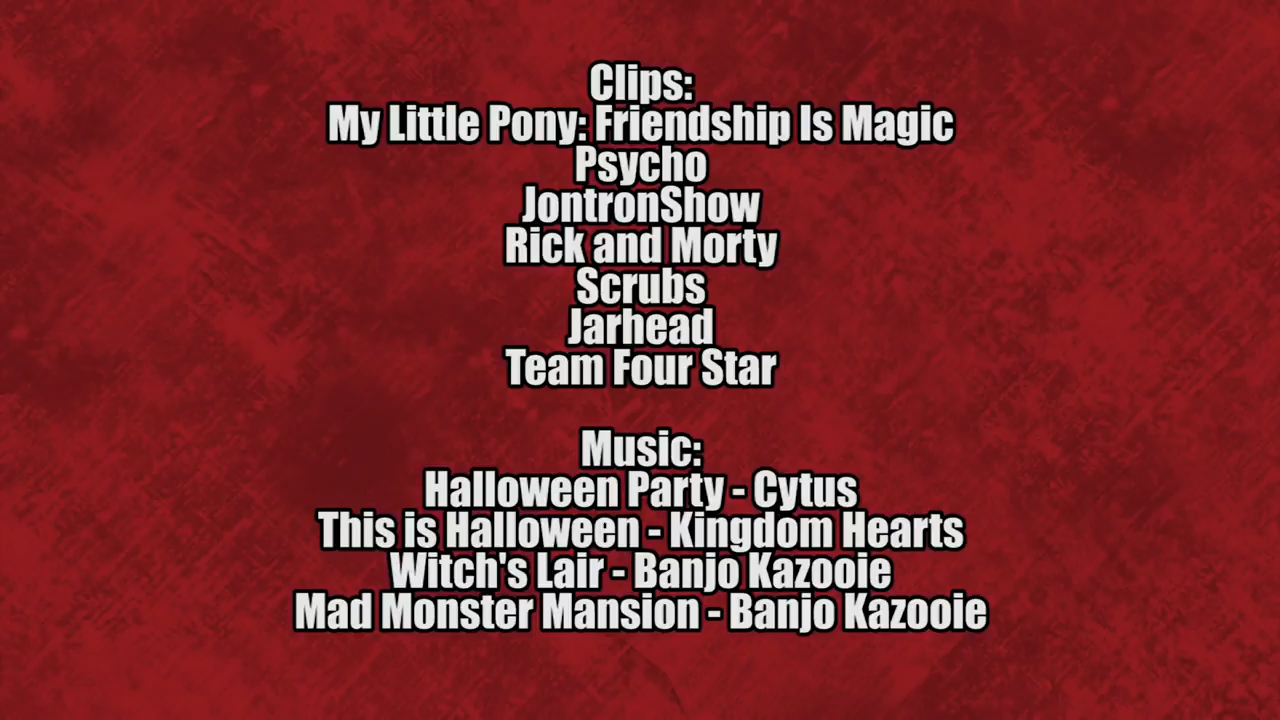 Clips:
My Little Pony: Friendship Is Magic
Psycho
JontronShow
Rick and Morty
Scrubs
Jarhead
Team Four Star
Music:
Halloween Party - Cytus
This is Halloween - Kingdom Hearts
Witch's Lair - Banjo Kazooie
Mad Monster Mansion - Banjo Kazooie